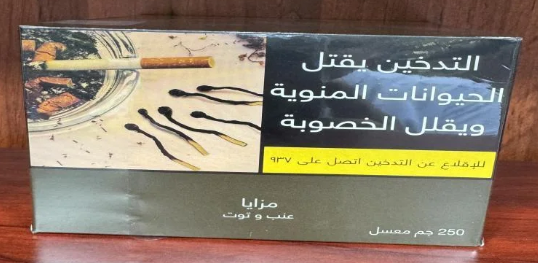 التدخين يقتل
الحيوانات المنوية
ويقلل الخصوبة
للإقلاع عن التدخين اتصل على ٩٣٧
مزايا
عنب و توت
250 جم معسل